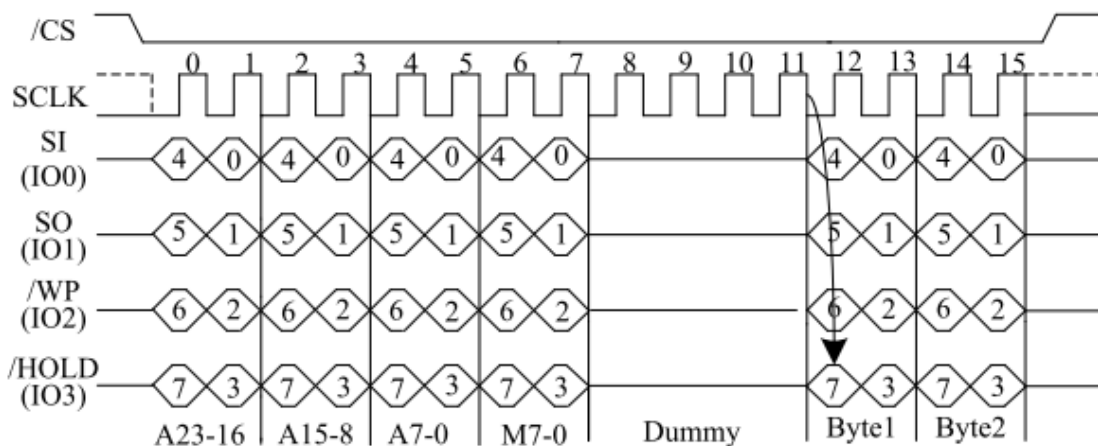 /CS
0 1 2 3 4 5 6 7 8 9 10 11 12 13 14 15
SCLK
SI
(IO0)
4 0 4 0 4 0 4 0 4 0 4 0
SO
(IO1)
5 1 5 1 5 1 5 1 5 1 5 1
/WP
(IO2)
6 2 6 2 6 2 6 2 6 2 6 2
/HOLD
(IO3)
7 3 7 3 7 3 7 3 7 3 7 3
A23-16 A15-8 A7-0 M7-0 Dummy Byte1 Byte2